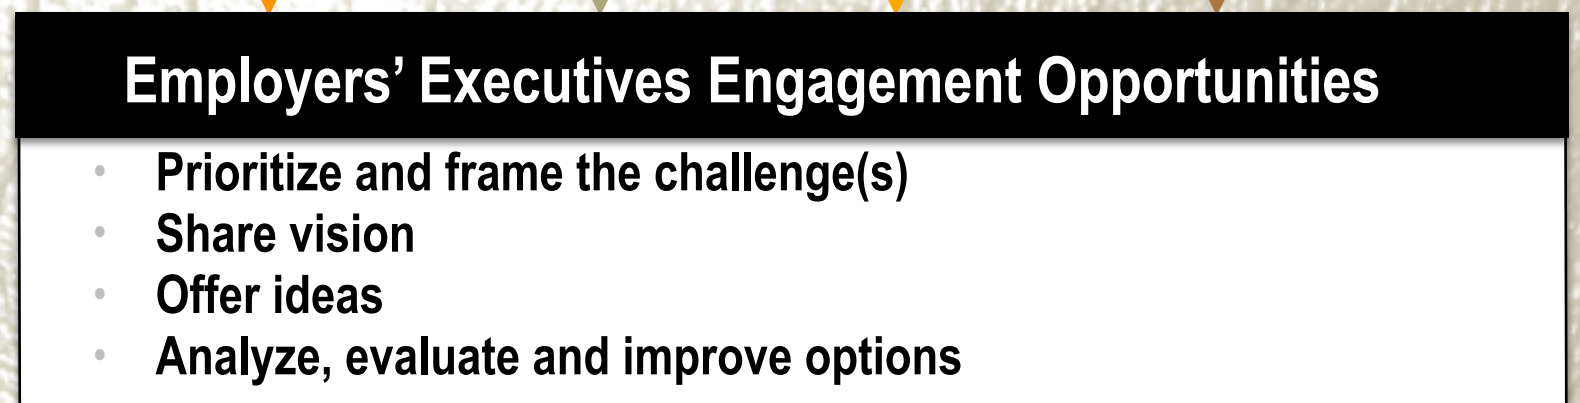 Employers’ Executives Engagement Opportunities
• Prioritize and frame the challenge(s)
• Share vision
• Offer ideas
• Analyze, evaluate and improve options